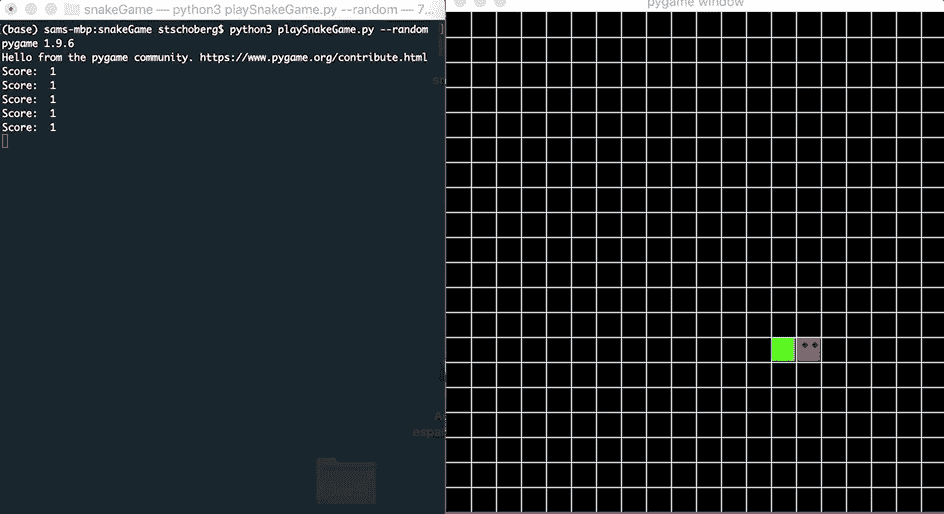 snakeGame — python3 playSnakeGame.py --random — 7...
pygame window
(base) sams-mbp:snakeGame stschoberg$ python3 playSnakeGame.py --random
pygame 1.9.6
Hello from the pygame community. https://www.pygame.org/contribute.html
Score:  1
Score:  1
Score:  1
Score:  1
Score:  1